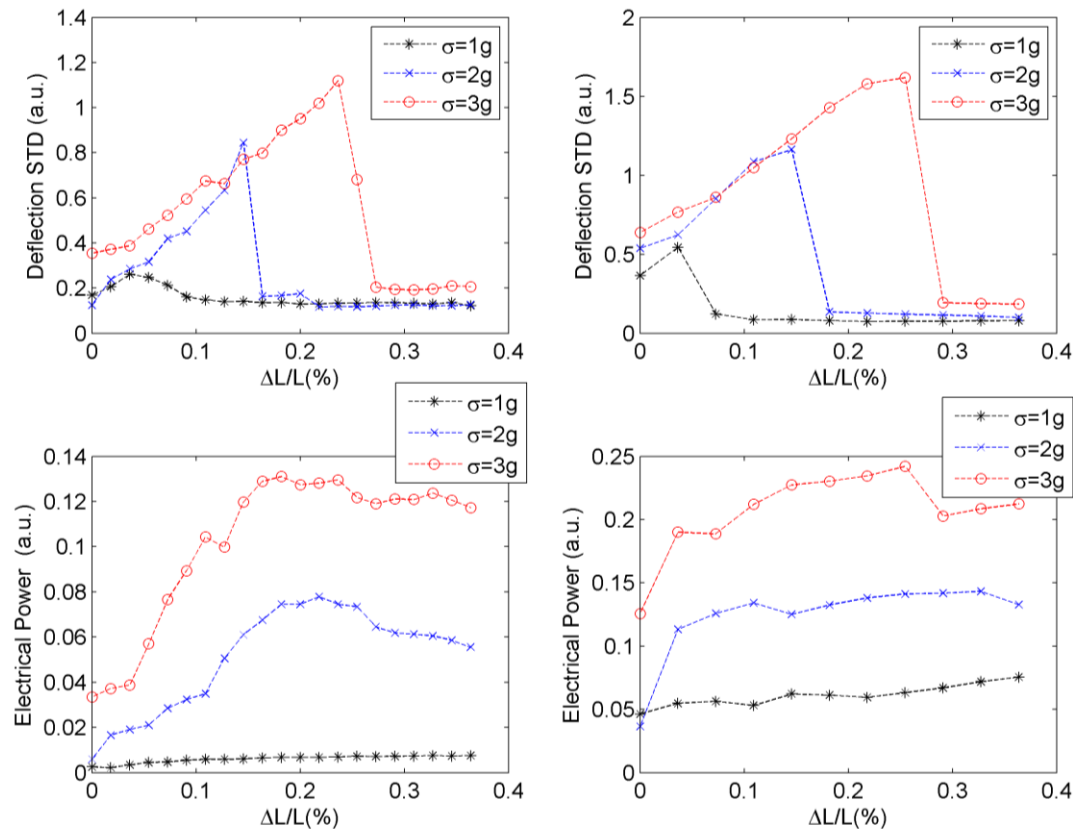 Deflection STD (a.u.)
1.4
1.2
1
0.8
0.6
0.4
0.2
0
0 0.1 0.2 0.3 0.4
ΔL/L(%)
σ=1g
σ=2g
σ=3g
Deflection STD (a.u.)
2
1.5
1
0.5
0
0 0.1 0.2 0.3 0.4
ΔL/L(%)
σ=1g
σ=2g
σ=3g
Electrical Power (a.u.)
0.14
0.12
0.1
0.08
0.06
0.04
0.02
0
0 0.1 0.2 0.3 0.4
ΔL/L(%)
σ=1g
σ=2g
σ=3g
Electrical Power (a.u.)
0.25
0.2
0.15
0.1
0.05
0
0 0.1 0.2 0.3 0.4
ΔL/L(%)
σ=1g
σ=2g
σ=3g